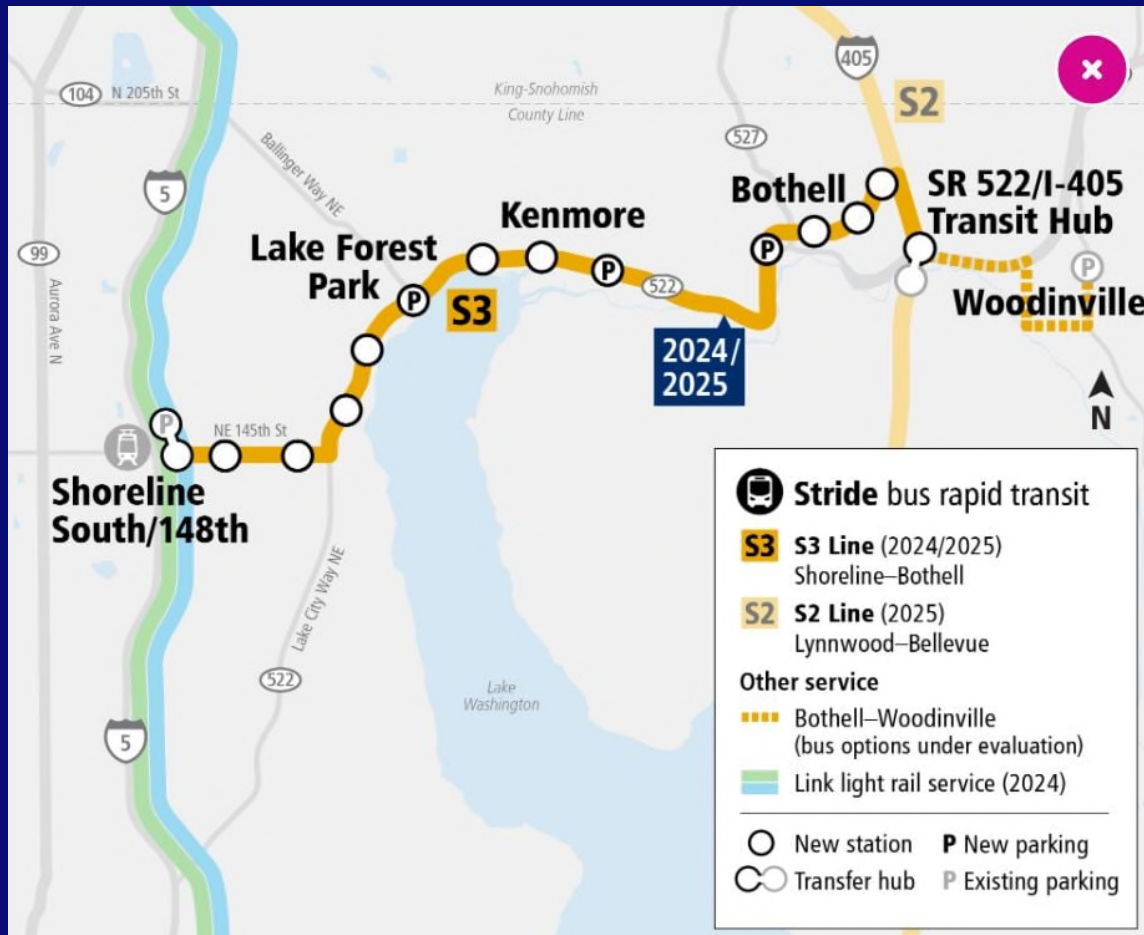 405
104
N 205th St
King-Snohomish
County Line
S2
527
Ballinger Way NE
5
Bothell
SR 522/I-405
Transit Hub
Kenmore
Lake Forest
Park
99
P
P
P
P
522
S3
Woodinville
Aurora Ave N
2024/
2025
N
P
NE 145th St
Shoreline
South/148th
Lake City Way NE
522
Lake
Washington
5
Stride bus rapid transit
S3 S3 Line (2024/2025)
Shoreline–Bothell
S2 S2 Line (2025)
Lynnwood–Bellevue
Other service
Bothell–Woodinville
(bus options under evaluation)
Link light rail service (2024)
New station P New parking
Transfer hub P Existing parking